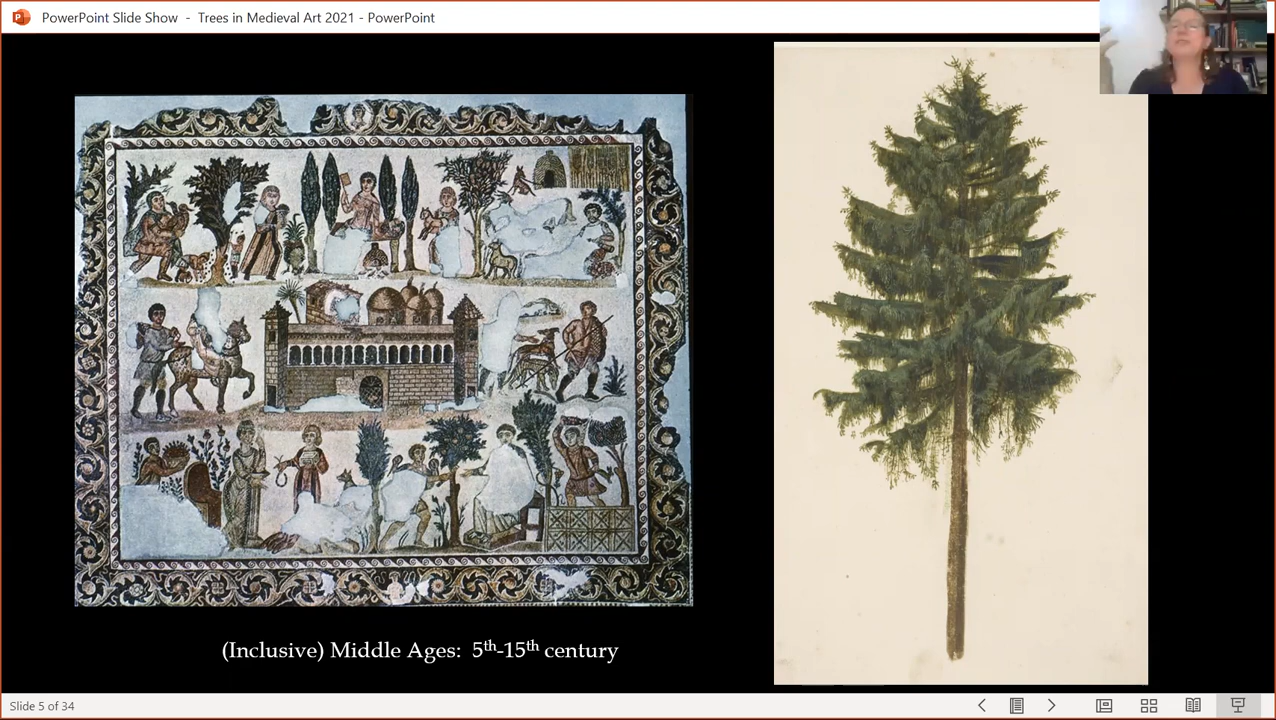 PowerPoint Slide Show - Trees in Medieval Art 2021 - PowerPoint
(Inclusive) Middle Ages: 5th-15th century
Slide 5 of 34